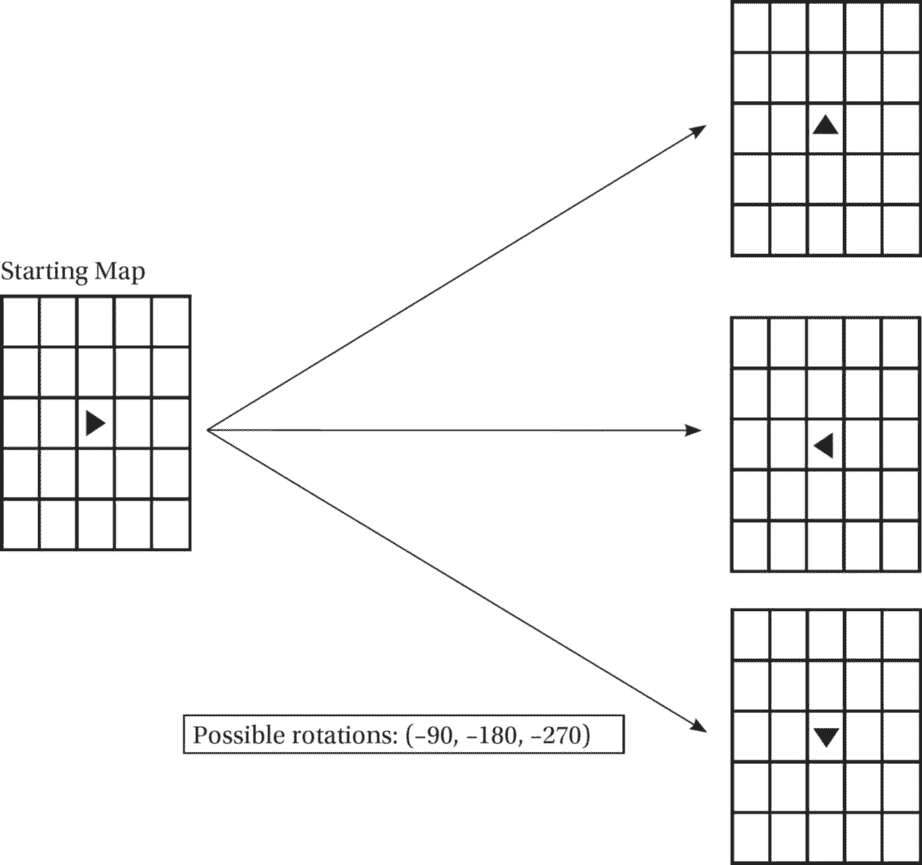 Starting Map
Possible rotations: (–90, –180, –270)